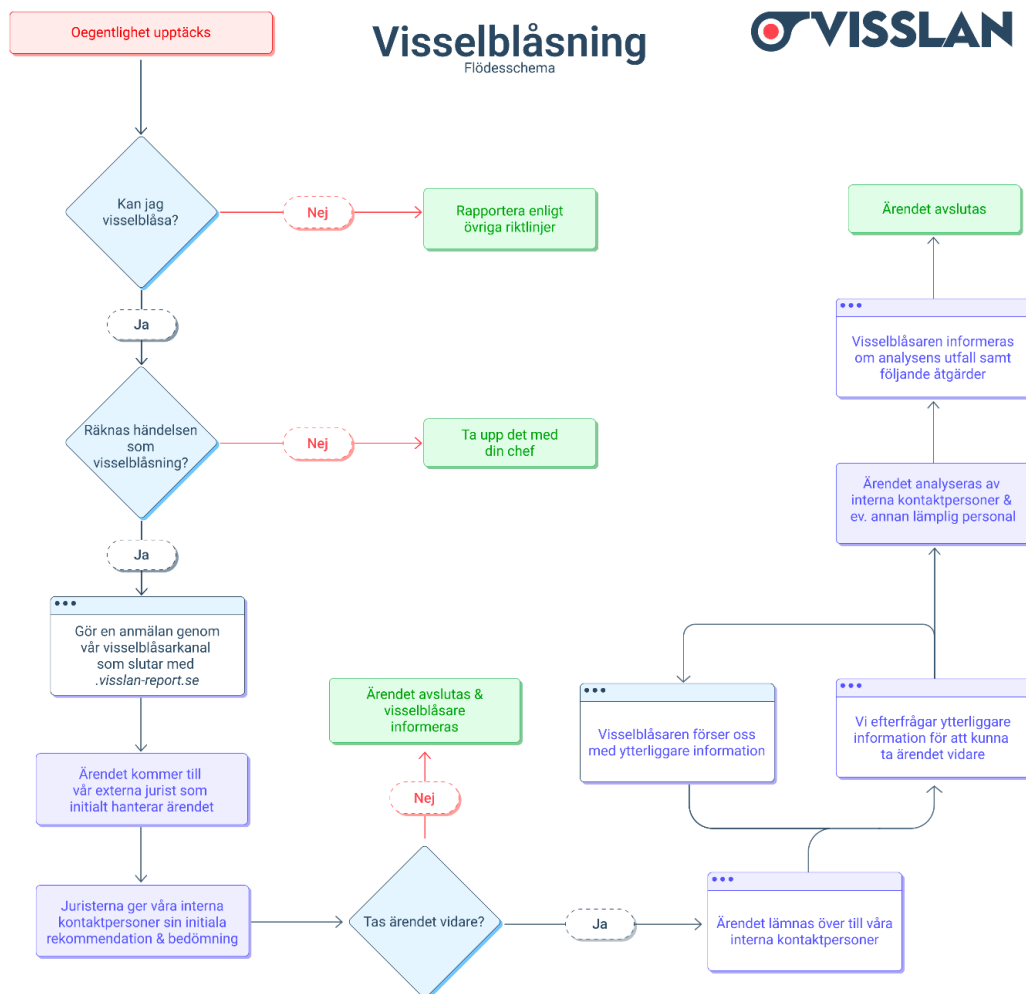 Oegentlighet upptäcks
Visselblåsning
Flödesschema
VISSLAN
Kan jag
visselblåsa?
Nej
Rapportera enligt
övriga riktlinjer
Ja
Räknas händelsen
som
visselblåsning?
Nej
Ta upp det med
din chef
Ja
Gör en anmälan genom
vår visselblåsarkanal
som slutar med
.visslan-report.se
Ärendet kommer till
vår externa jurist som
initialt hanterar ärendet
Juristerna ger våra interna
kontaktpersoner sin initiala
rekommendation & bedömning
Tas ärendet vidare?
Nej
Ärendet avslutas &
visselblåsare
informeras
Ja
Ärendet lämnas över till våra
interna kontaktpersoner
Vi efterfrågar ytterliggare
information för att kunna
ta ärendet vidare
Visselblåsaren förser oss
med ytterliggare information
Ärendet analyseras av
interna kontaktpersoner &
ev. annan lämplig personal
Visselblåsaren informeras
om analysens utfall samt
följande åtgärder
Ärendet avslutas